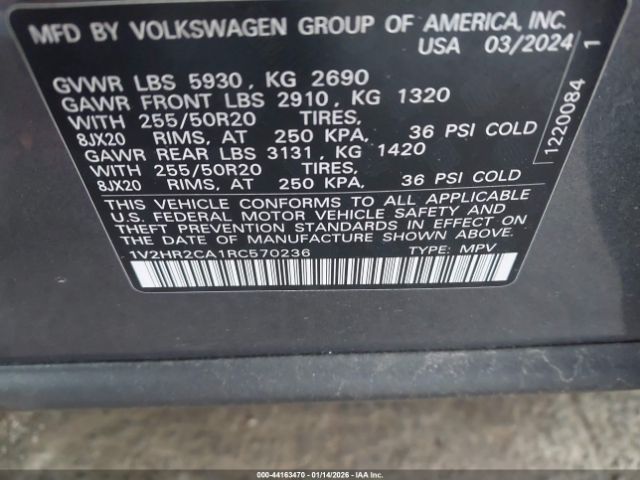 MFD BY VOLKSWAGEN GROUP OF AMERICA, INC.
USA 03/2024
GVWR LBS 5930, KG 2690
GAWR FRONT LBS 2910, KG 1320
WITH 255/50R20 TIRES,
8JX20 RIMS, AT 250 KPA, 36 PSI COLD
GAWR REAR LBS 3131, KG 1420
WITH 255/50R20 TIRES,
8JX20 RIMS, AT 250 KPA, 36 PSI COLD
THIS VEHICLE CONFORMS TO ALL APPLICABLE
U.S. FEDERAL MOTOR VEHICLE SAFETY AND
THEFT PREVENTION STANDARDS IN EFFECT ON
THE DATE OF MANUFACTURE SHOWN ABOVE.
1V2HR2CA1RC570236 TYPE: MPV
1220084 1
000-44163470 - 01/14/2026 - IAAI.COM